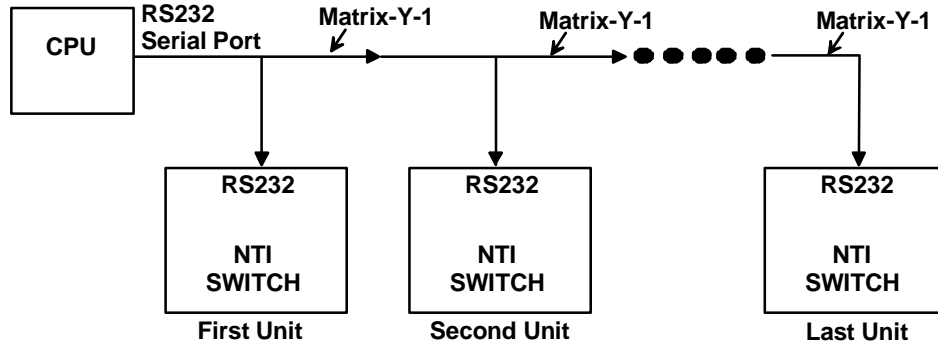 CPU
RS232
Serial Port
Matrix-Y-1
Matrix-Y-1
Matrix-Y-1
RS232
NTI
SWITCH
First Unit
RS232
NTI
SWITCH
Second Unit
RS232
NTI
SWITCH
Last Unit